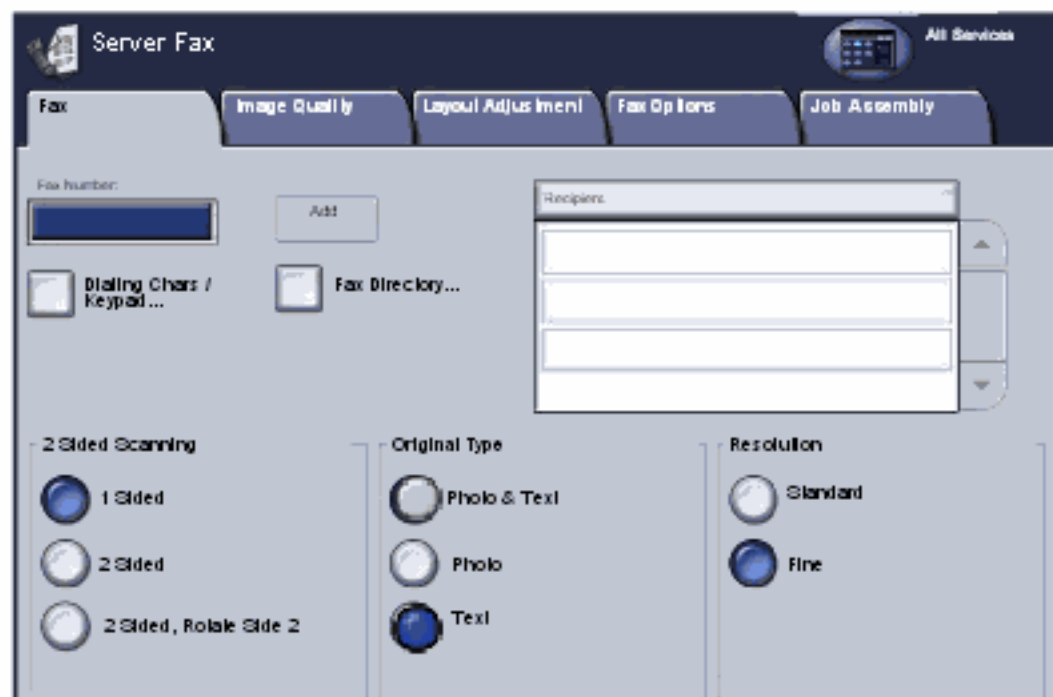 Server Fax
All Services
Fax
Image Quality
Layout Adjustment
Fax Options
Job Assembly
Fax Number:
Add
Recipient
Dialing Chars /
Keypad...
Fax Directory...
2 Sided Scanning
1 Sided
2 Sided
2 Sided, Rotate Side 2
Original Type
Photo & Text
Photo
Text
Resolution
Standard
Fine